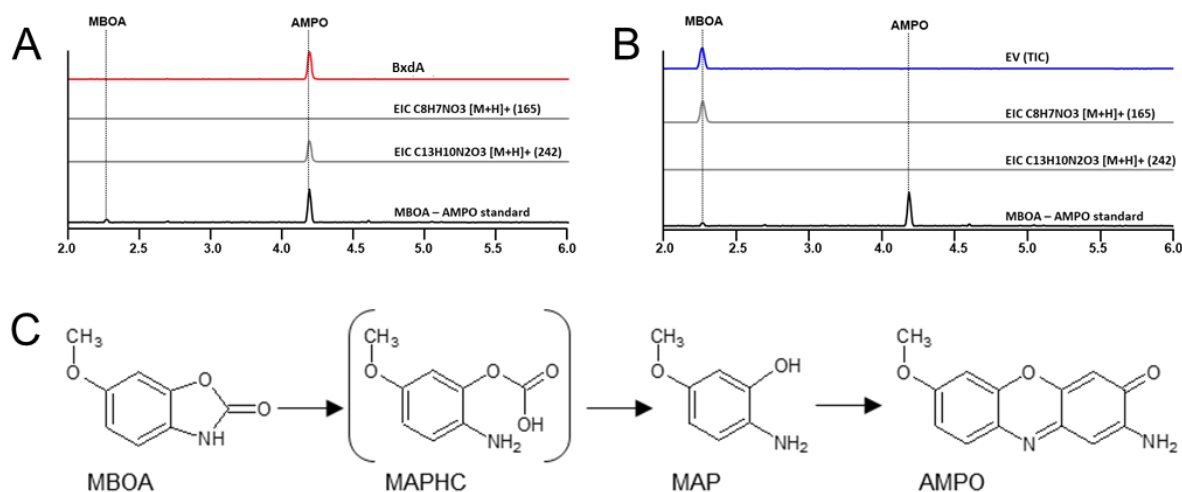 A
MBOA
AMPO
BxdA
EIC C8H7NO3 [M+H]+ (165)
EIC C13H10N2O3 [M+H]+ (242)
MBOA – AMPO standard
2.0 2.5 3.0 3.5 4.0 4.5 5.0 5.5 6.0
B
MBOA
AMPO
EV (TIC)
EIC C8H7NO3 [M+H]+ (165)
EIC C13H10N2O3 [M+H]+ (242)
MBOA – AMPO standard
2.0 2.5 3.0 3.5 4.0 4.5 5.0 5.5 6.0
C
CH3
O
O
O
NH
MBOA
CH3
O
O
O
OH
NH2
MAPHC
CH3
O
OH
NH2
MAP
CH3
O
O
O
N
NH2
AMPO